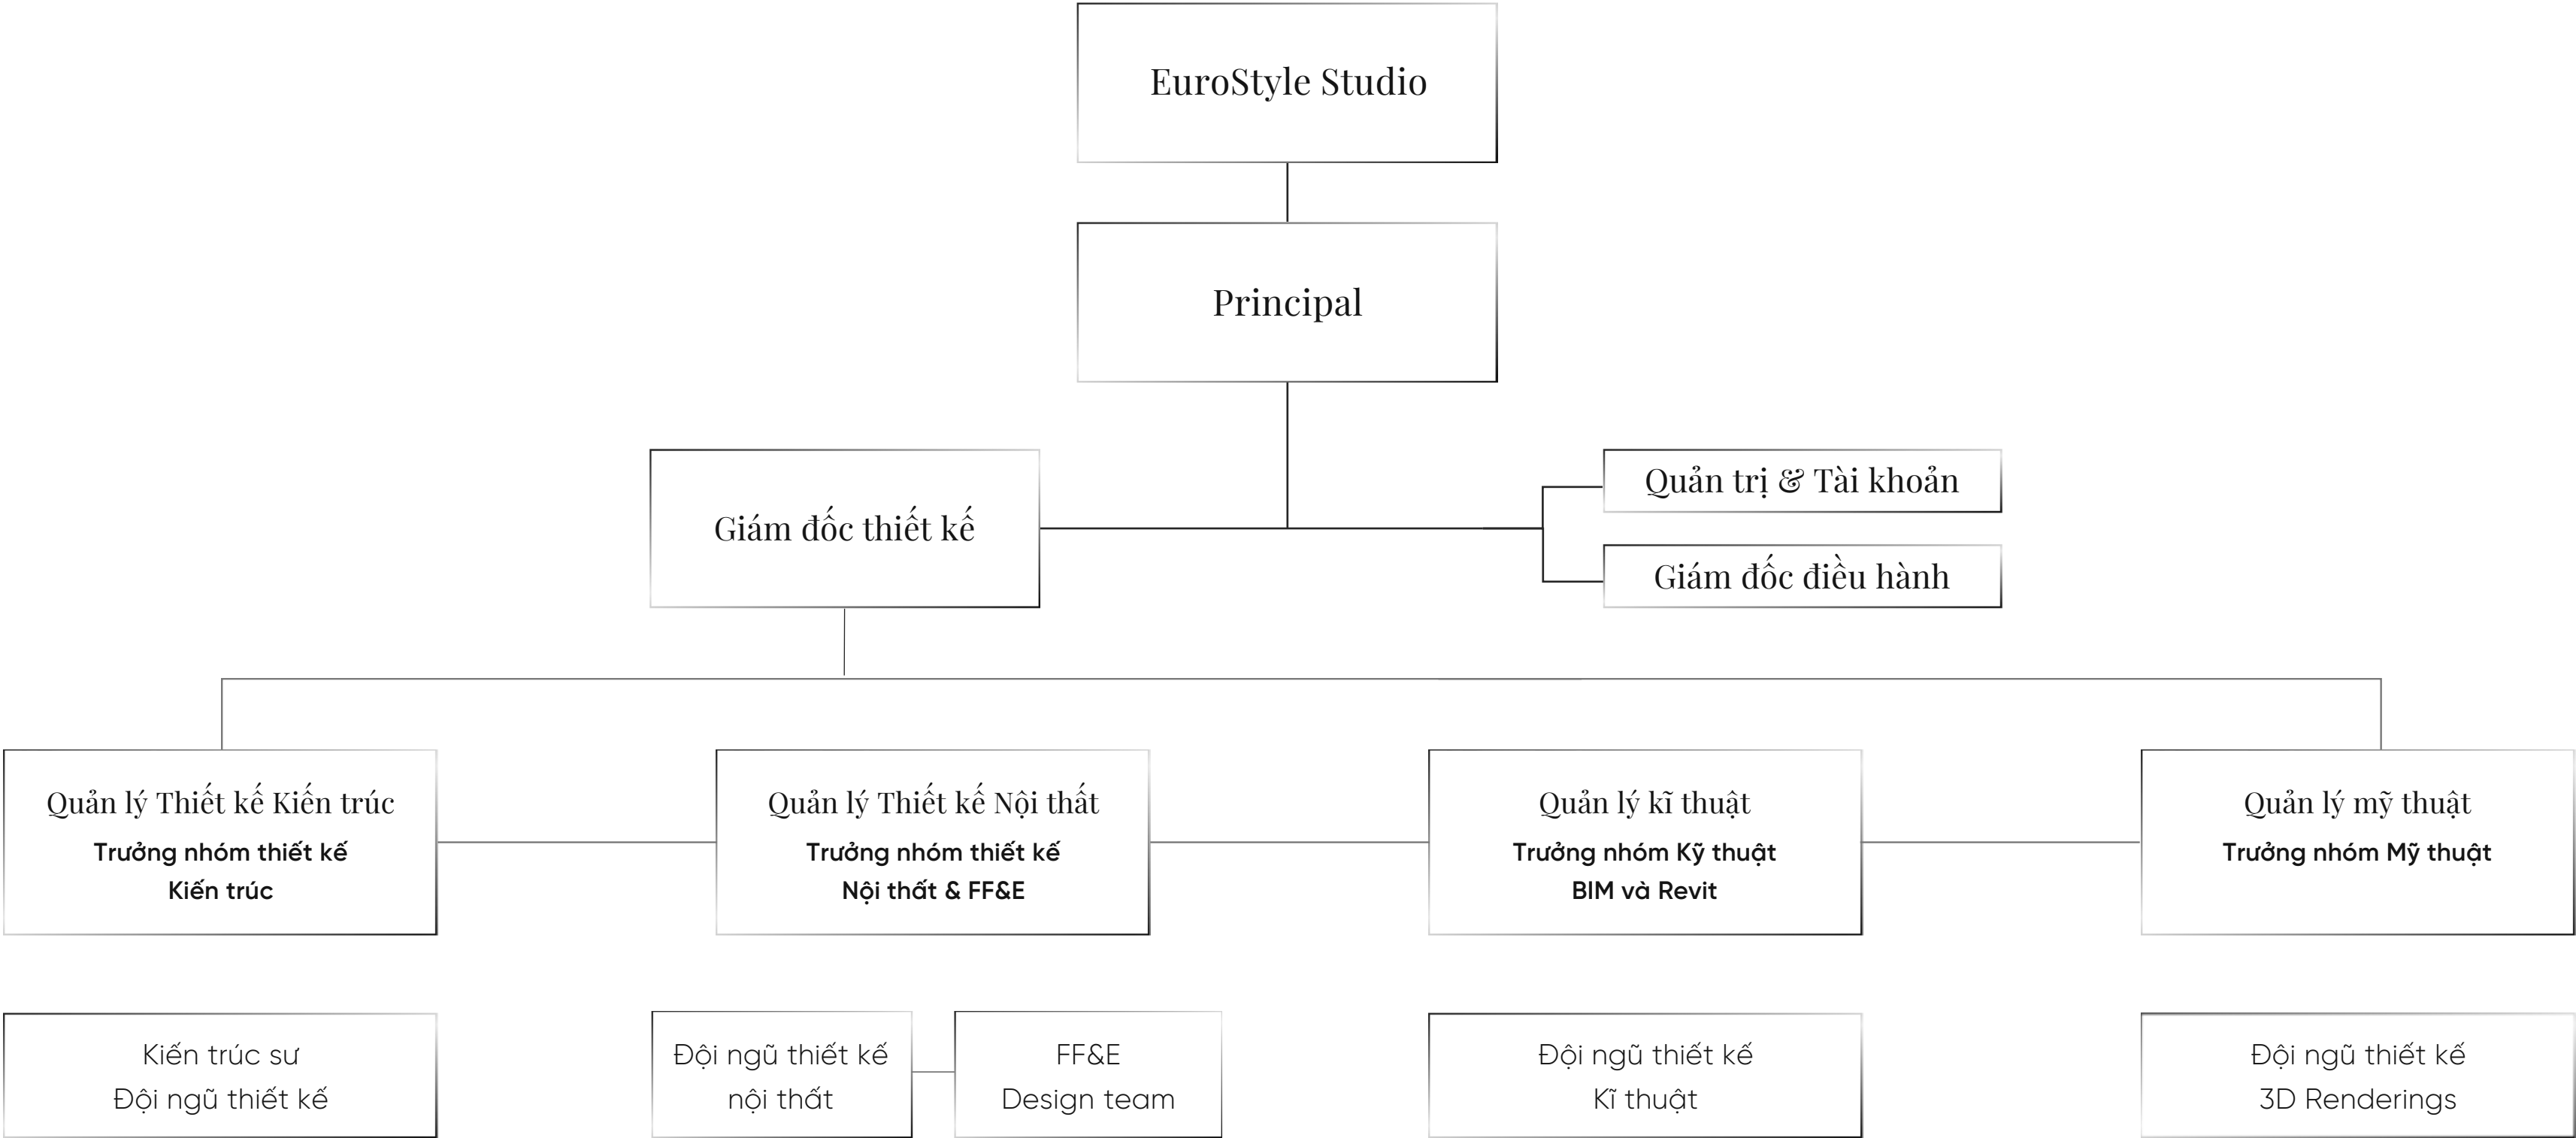 EuroStyle Studio
Principal
Giám đốc thiết kế
Quản trị & Tài khoản
Giám đốc điều hành
Quản lý Thiết kế Kiến trúc
Trưởng nhóm thiết kế
Kiến trúc
Quản lý Thiết kế Nội thất
Trưởng nhóm thiết kế
Nội thất & FF&E
Quản lý kĩ thuật
Trưởng nhóm Kỹ thuật
BIM và Revit
Quản lý mỹ thuật
Trưởng nhóm Mỹ thuật
Kiến trúc sư
Đội ngũ thiết kế
Đội ngũ thiết kế
nội thất
FF&E
Design team
Đội ngũ thiết kế
Kĩ thuật
Đội ngũ thiết kế
3D Renderings